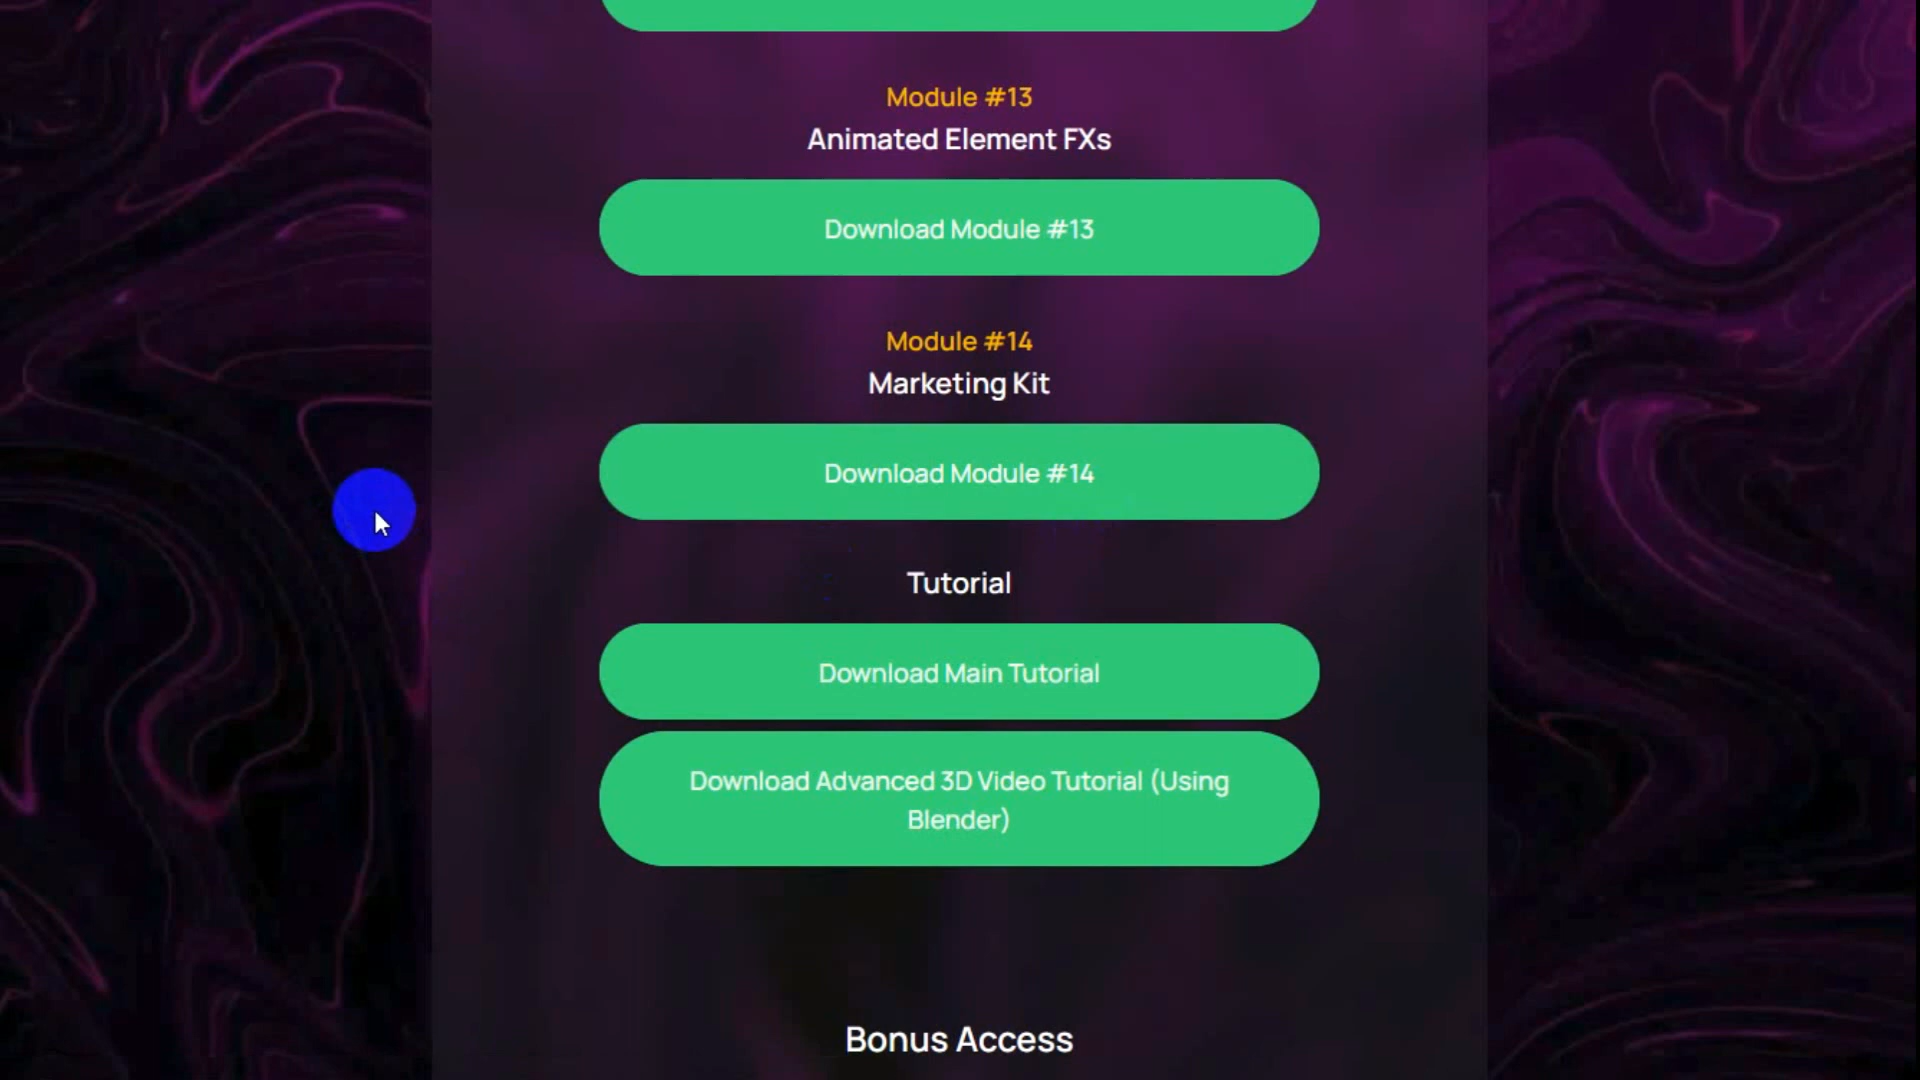 Module #13
Animated Element FXs
Download Module #13
Module #14
Marketing Kit
Download Module #14
Tutorial
Download Main Tutorial
Download Advanced 3D Video Tutorial (Using
Blender)
Bonus Access